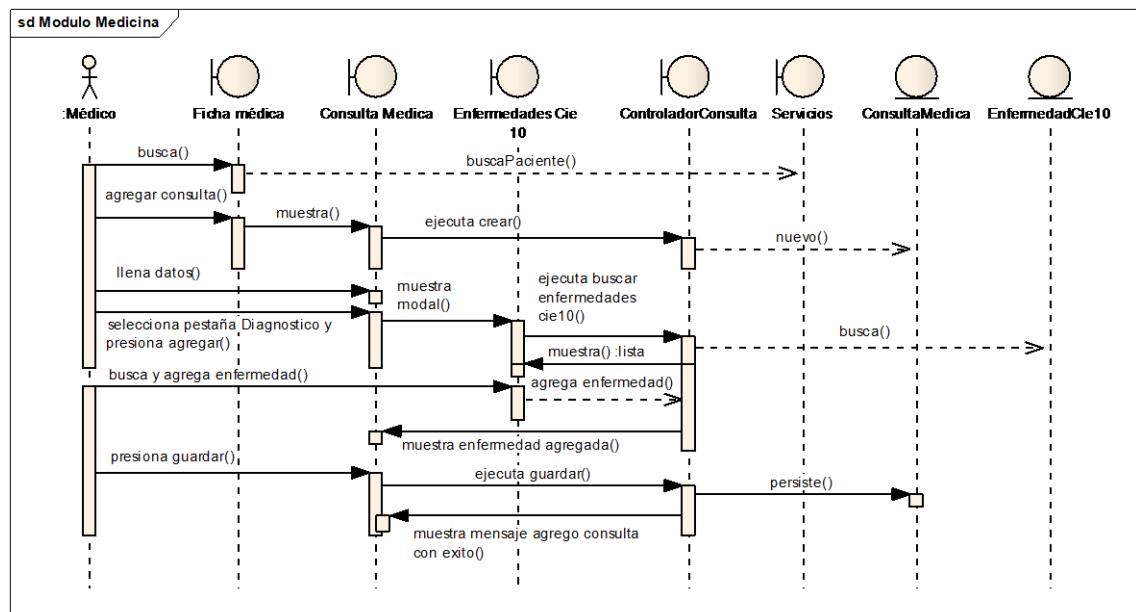 sd Modulo Medicina
:Médico
Ficha médica
Consulta Medica
Enfermedades Cie
10
ControladorConsulta
Servicios
ConsultaMedica
EnfermedadCIe10
busca()
buscaPaciente()
agregar consulta()
muestra()
ejecuta crear()
nuevo()
llena datos()
muestra
modal()
ejecuta buscar
enfermedades
cie10()
selecciona pestaña Diagnostico y
presiona agregar()
busca()
muestra() :lista
busca y agrega enfermedad()
agrega enfermedad()
muestra enfermedad agregada()
presiona guardar()
ejecuta guardar()
persiste()
muestra mensaje agrego consulta
con exito()